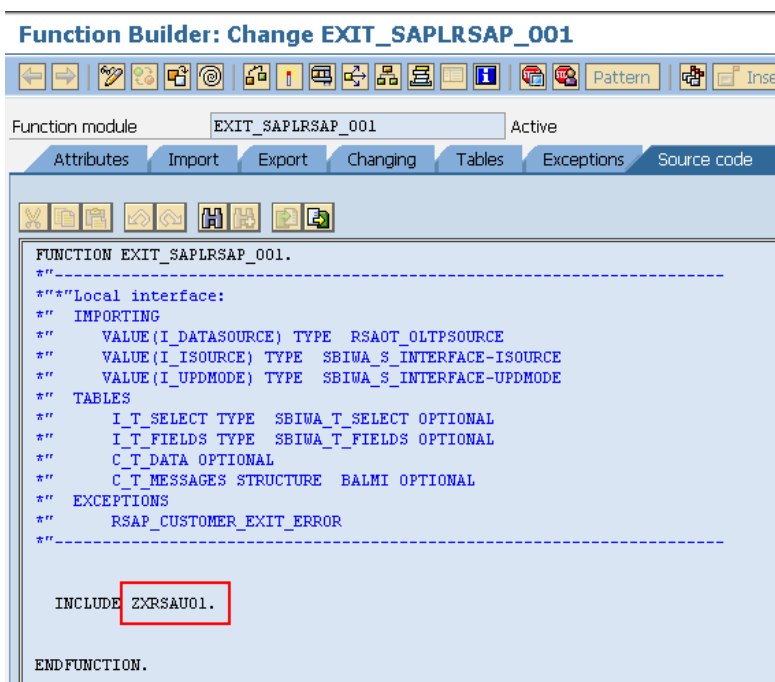 Function Builder: Change EXIT_SAPLRSAP_001
Pattern Inse
Function module EXIT_SAPLRSAP_001 Active
Attributes Import Export Changing Tables Exceptions Source code
FUNCTION EXIT_SAPLRSAP_001.
*"----------------------------------------------------------------------
*"*"Local interface:
*"  IMPORTING
*"     VALUE(I_DATASOURCE) TYPE  RSAOT_OLTPSOURCE
*"     VALUE(I_ISOURCE) TYPE  SBIWA_S_INTERFACE-ISOURCE
*"     VALUE(I_UPDMODE) TYPE  SBIWA_S_INTERFACE-UPDMODE
*"  TABLES
*"      I_T_SELECT TYPE  SBIWA_T_SELECT OPTIONAL
*"      I_T_FIELDS TYPE  SBIWA_T_FIELDS OPTIONAL
*"      C_T_DATA OPTIONAL
*"      C_T_MESSAGES STRUCTURE  BALMI OPTIONAL
*"  EXCEPTIONS
*"      RSAP_CUSTOMER_EXIT_ERROR
*"----------------------------------------------------------------------
INCLUDE ZXRSAU01.
ENDFUNCTION.